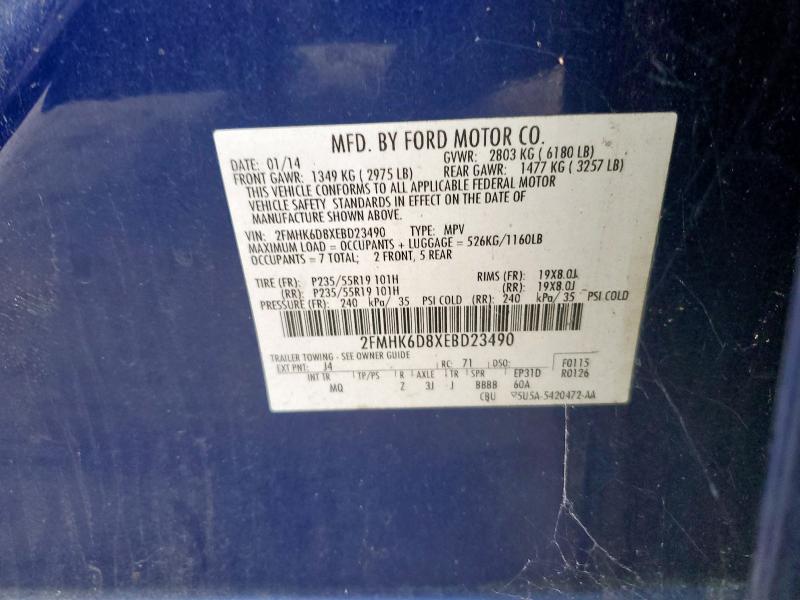 MFD. BY FORD MOTOR CO.
DATE: 01/14 GVWR: 2803 KG ( 6180 LB)
FRONT GAWR: 1349 KG ( 2975 LB) REAR GAWR: 1477 KG ( 3257 LB)
THIS VEHICLE CONFORMS TO ALL APPLICABLE FEDERAL MOTOR
VEHICLE SAFETY STANDARDS IN EFFECT ON THE DATE OF
MANUFACTURE SHOWN ABOVE.
VIN: 2FMHK6D8XEBD23490 TYPE: MPV
MAXIMUM LOAD = OCCUPANTS + LUGGAGE = 526KG/1160LB
OCCUPANTS = 7 TOTAL; 2 FRONT, 5 REAR
TIRE (FR): P235/55R19 101H RIMS (FR): 19X8.0J
(RR): P235/55R19 101H (RR): 19X8.0J
PRESSURE (FR): 240 kPa/ 35 PSI COLD (RR): 240 kPa/ 35 PSI COLD
2FMHK6D8XEBD23490
TRAILER TOWING - SEE OWNER GUIDE
EXT PNT: J4 RC: 71 DSO: F0115
INT TR TP/PS R AXLE TR SPR EP31D R0126
MQ Z 3J J BBBB 60A
CBU 5U5A-5420472-AA